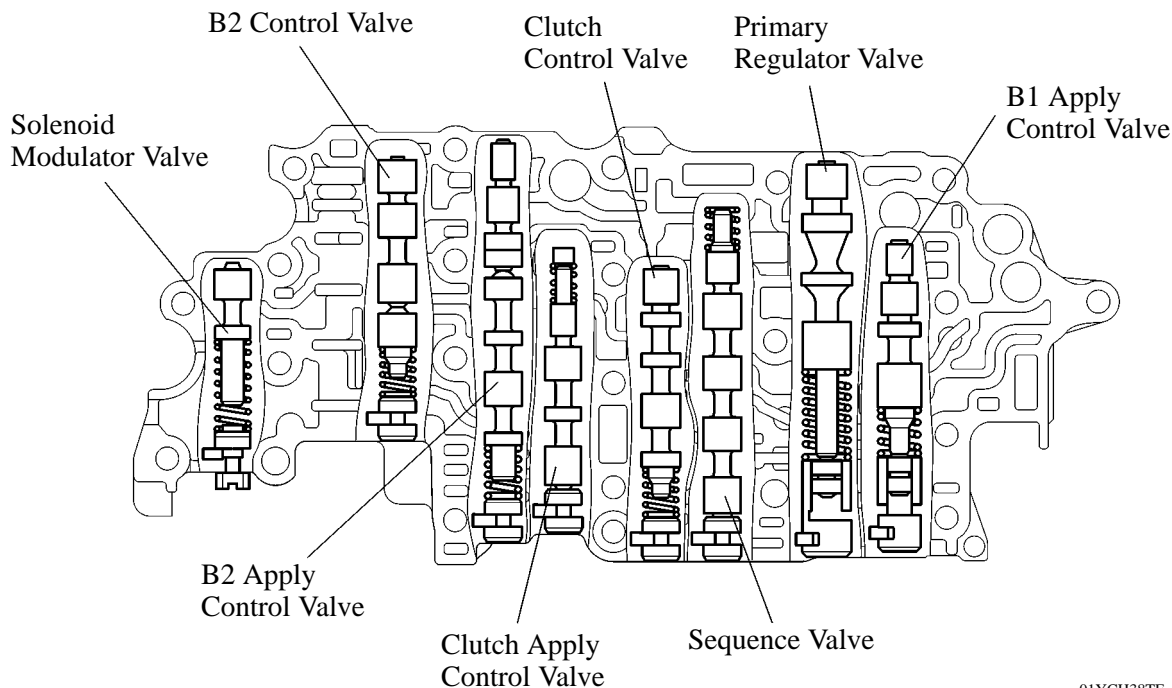 B2 Control Valve
Clutch
Control Valve
Primary
Regulator Valve
B1 Apply
Control Valve
Solenoid
Modulator Valve
B2 Apply
Control Valve
Clutch Apply
Control Valve
Sequence Valve